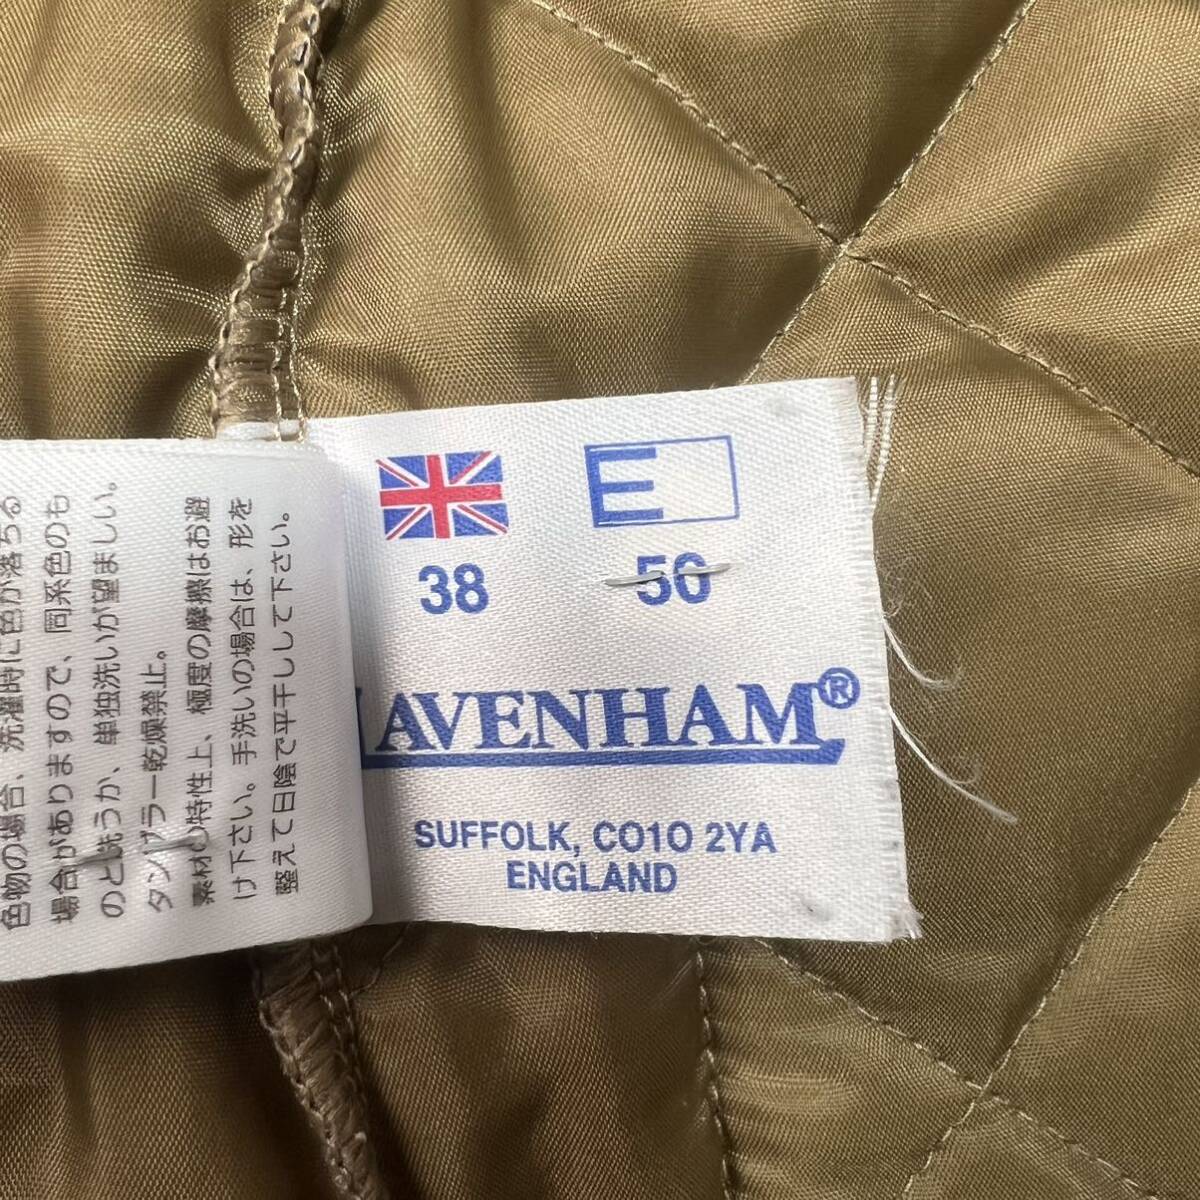 色物の場合、洗濯時に色が落ちる
場合がありますので、同系色のも
のと洗うか、単独洗いが望ましい。
タンブラー乾燥禁止。
素材の特性上、極度の摩擦はお避
け下さい。手洗いの場合は、形を
整えて日陰で平干しして下さい。
E
38
LAVENHAM®
SUFFOLK, CO10 2YA
ENGLAND